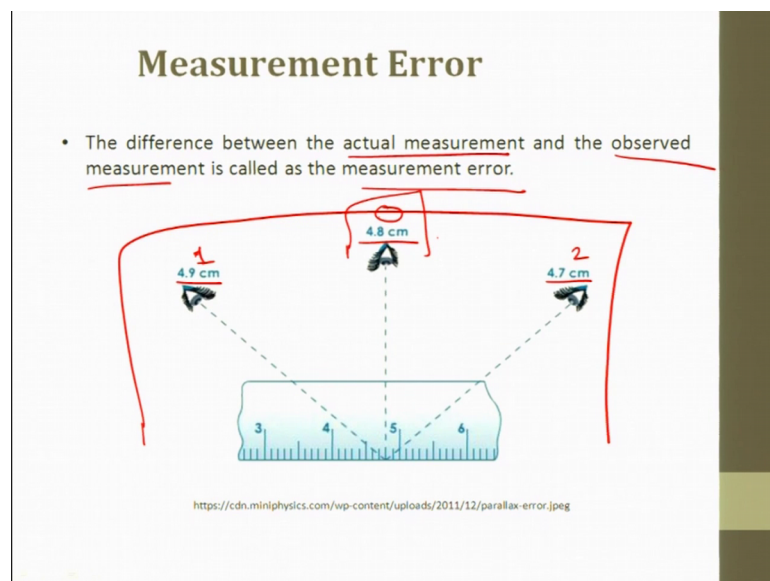 Measurement Error
• The difference between the actual measurement and the observed
measurement is called as the measurement error.
4.8 cm
1
2
4.9 cm
4.7 cm
3 4 5 6
https://cdn.miniphysics.com/wp-content/uploads/2011/12/parallax-error.jpeg